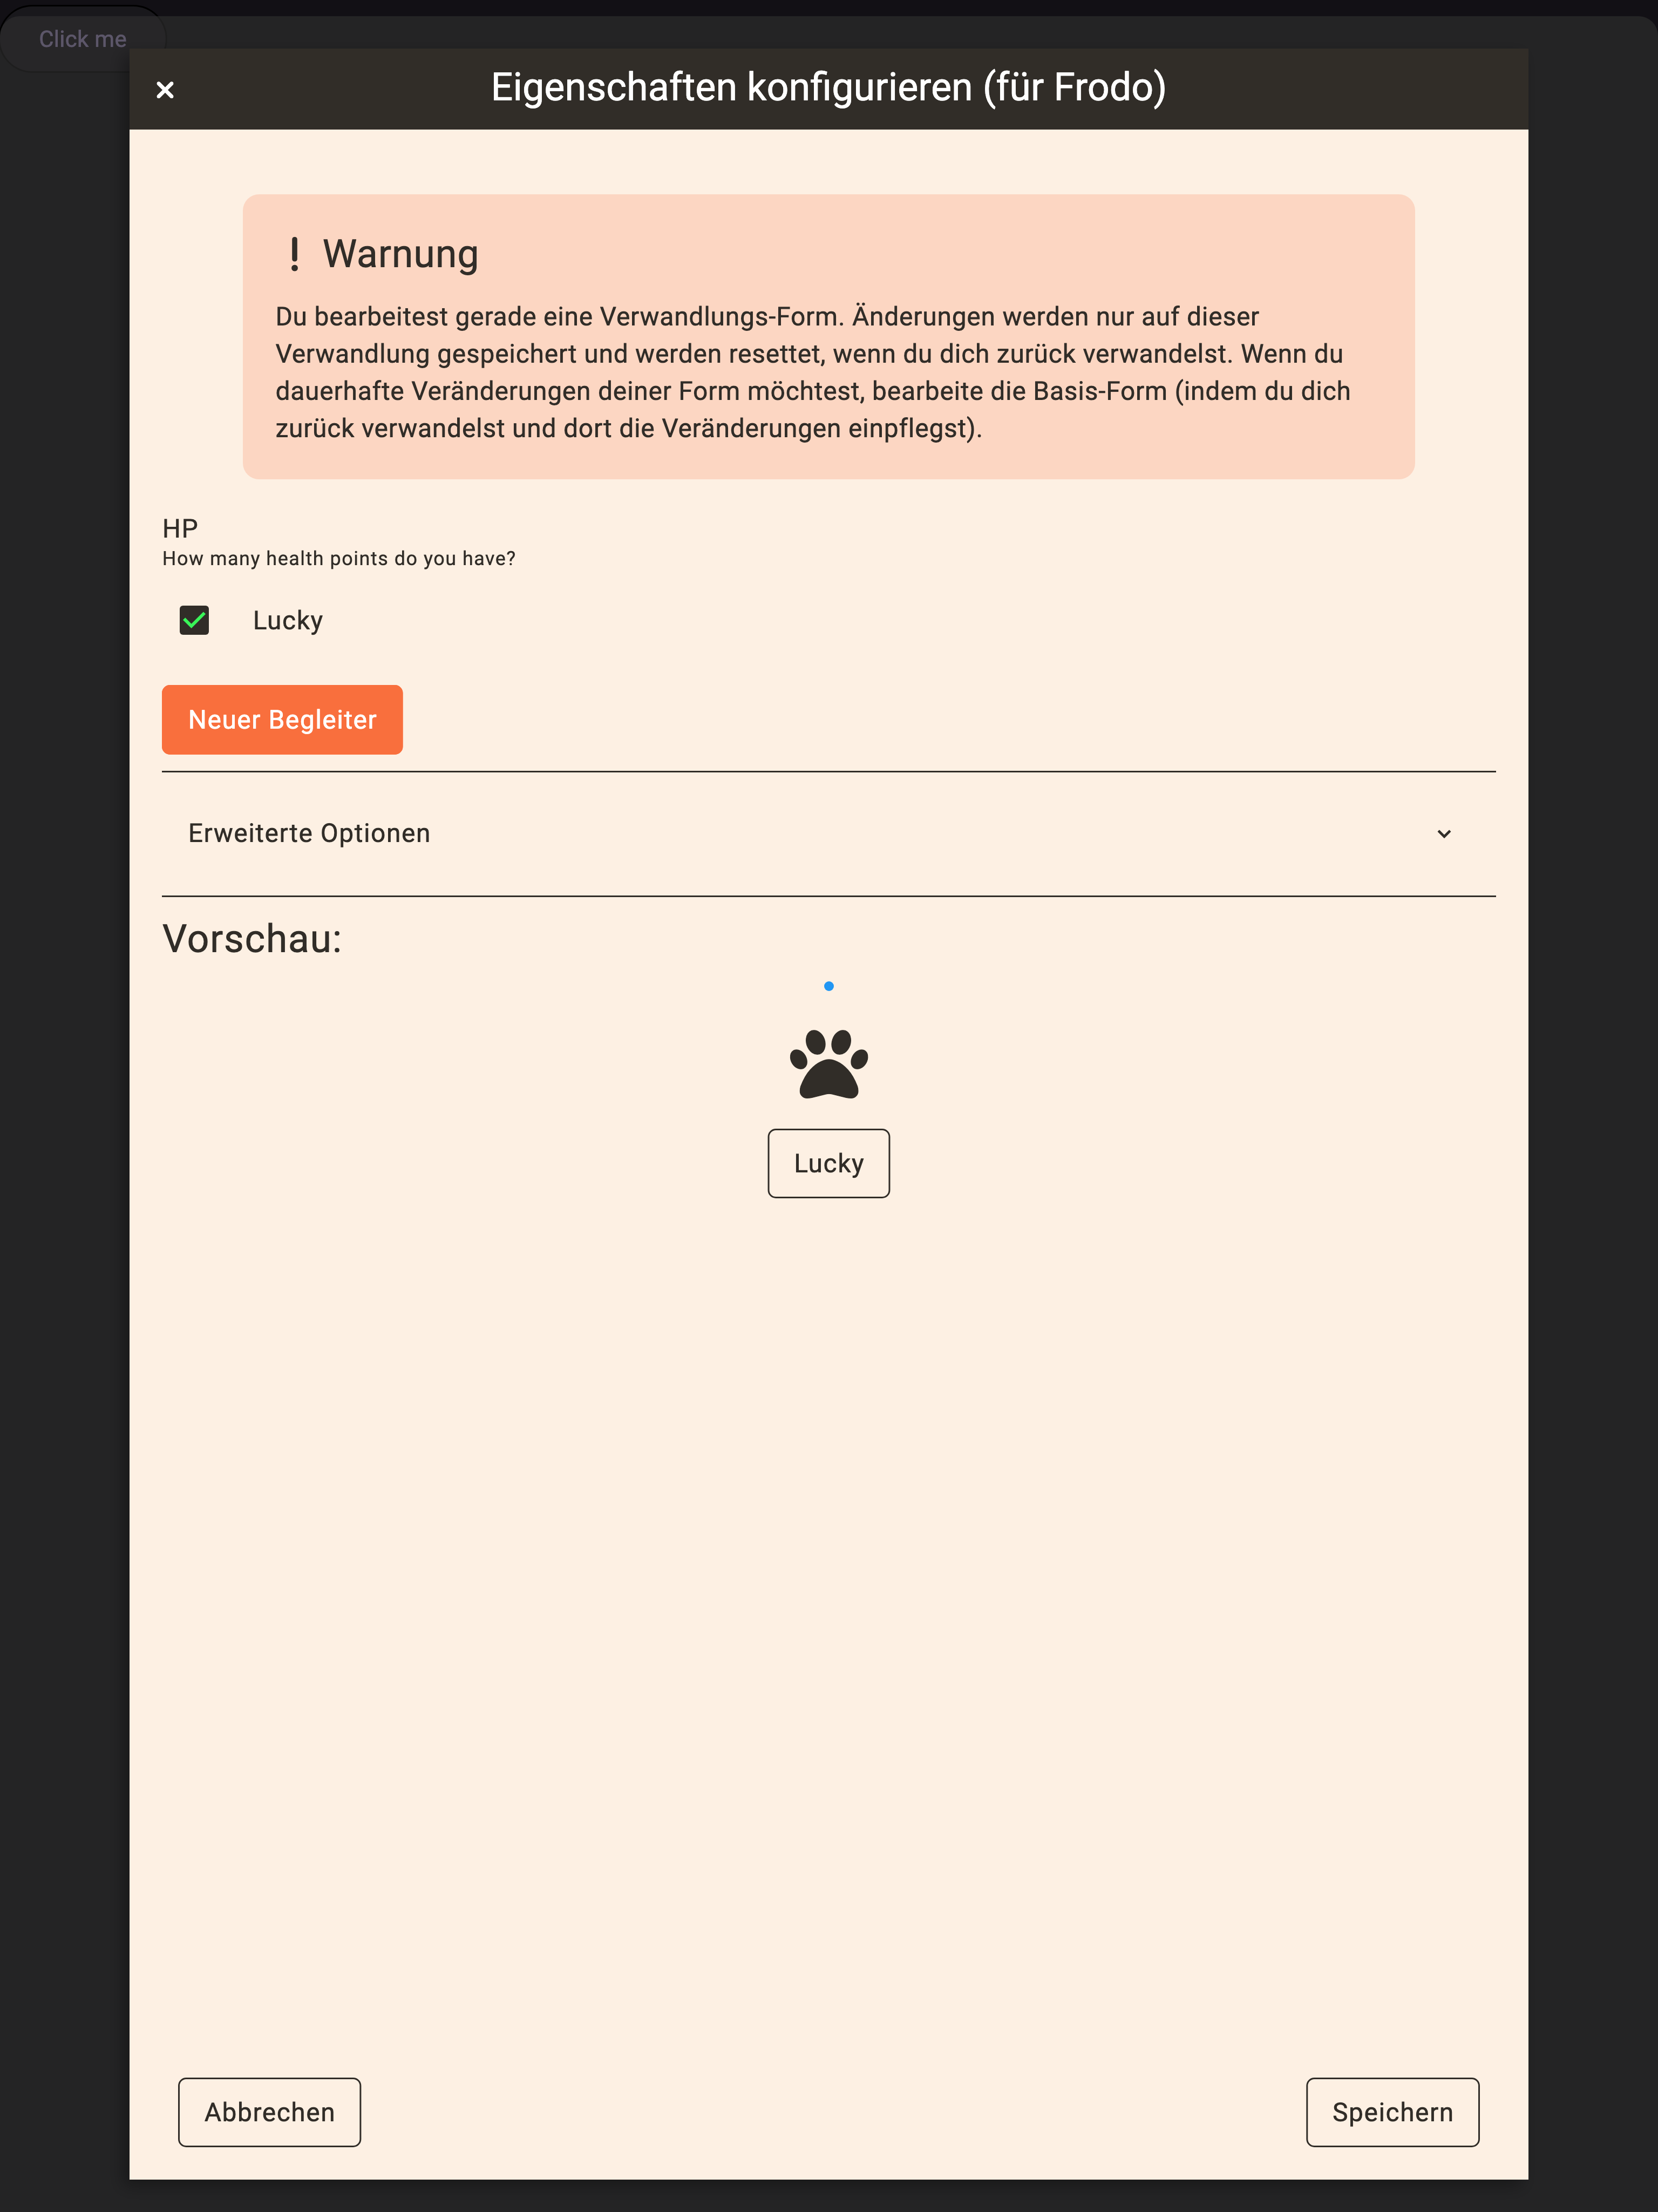 Click me
Eigenschaften konfigurieren (für Frodo)
Warnung
Du bearbeitest gerade eine Verwandlungs-Form. Änderungen werden nur auf dieser
Verwandlung gespeichert und werden resettet, wenn du dich zurück verwandelst. Wenn du
dauerhafte Veränderungen deiner Form möchtest, bearbeite die Basis-Form (indem du dich
zurück verwandelst und dort die Veränderungen einpflegst).
HP
How many health points do you have?
Lucky
Neuer Begleiter
Erweiterte Optionen
Vorschau:
Lucky
Abbrechen
Speichern